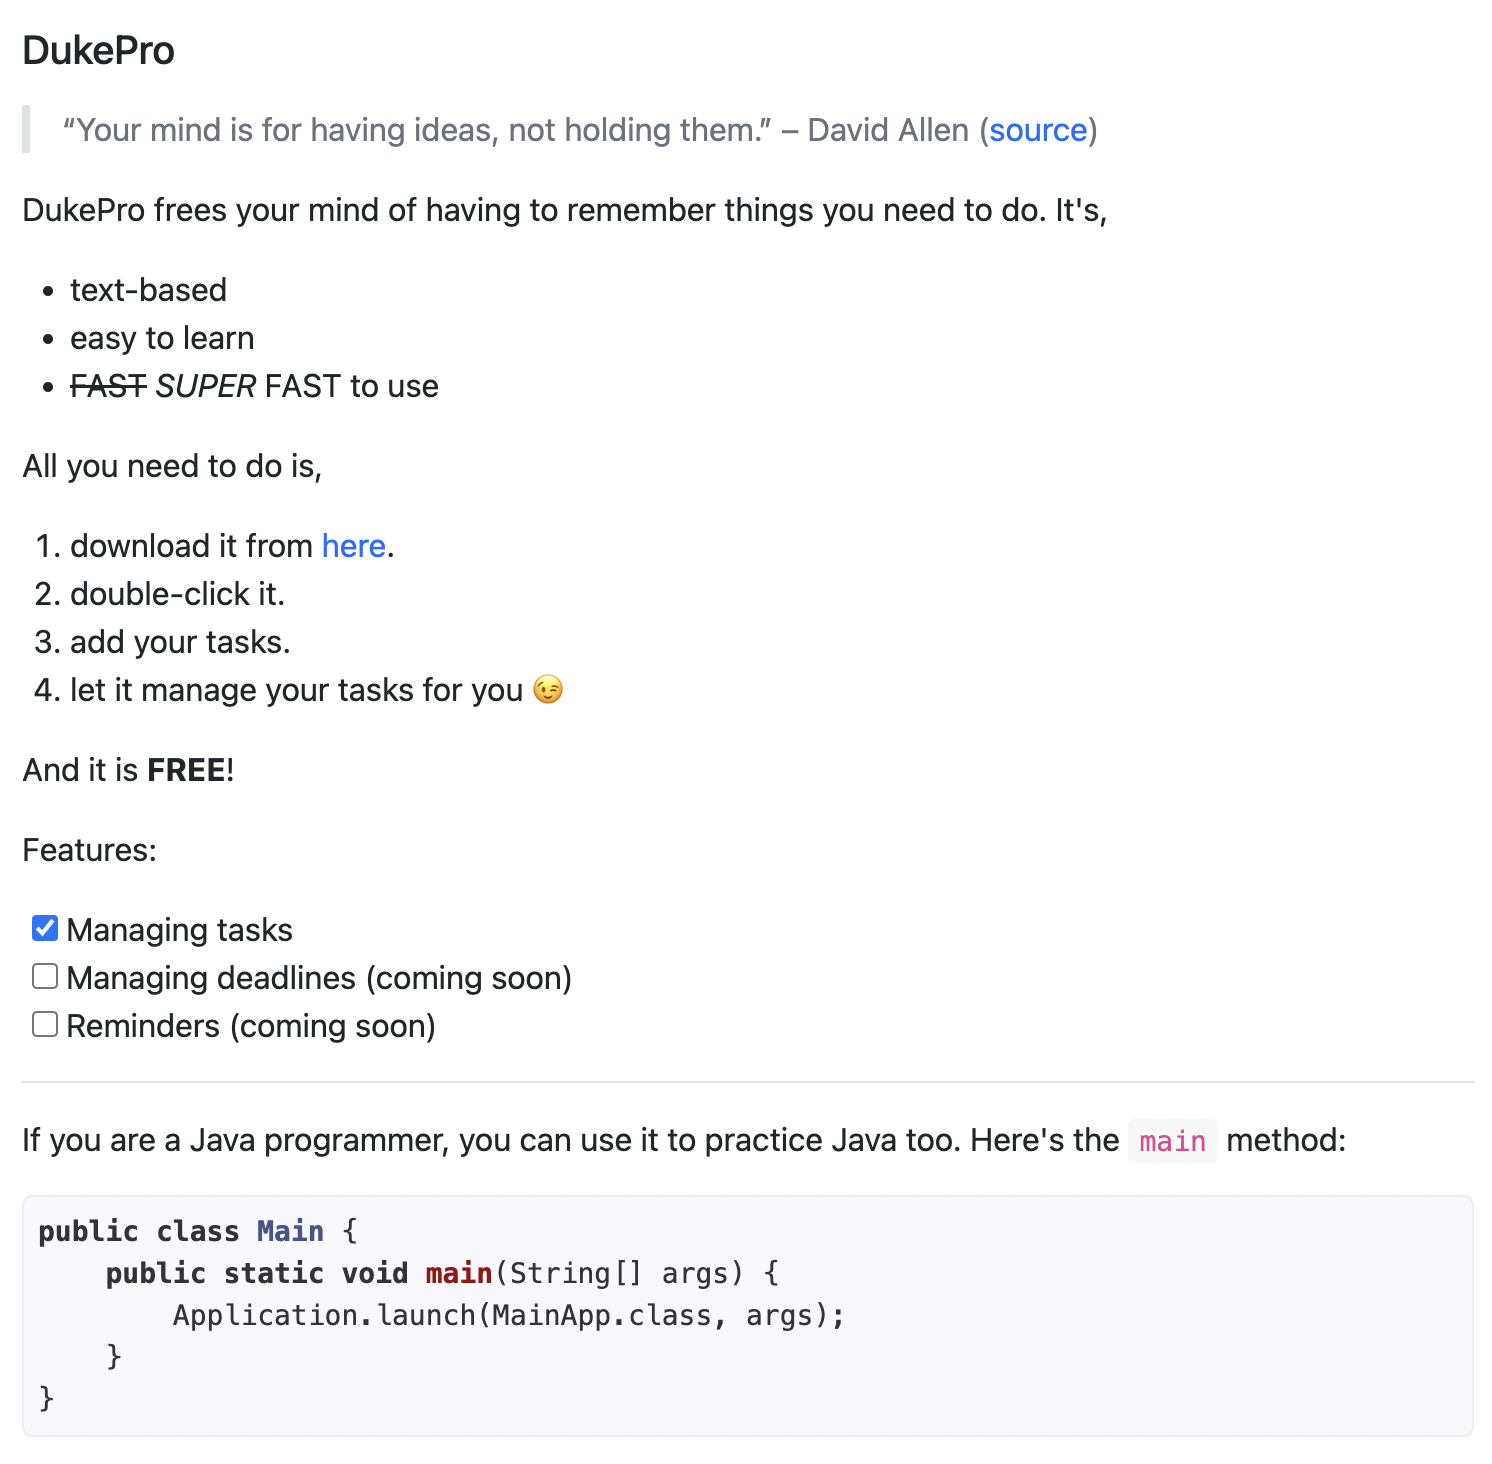 DukePro
“Your mind is for having ideas, not holding them.” – David Allen (source)
DukePro frees your mind of having to remember things you need to do. It's,
• text-based
• easy to learn
• FAST SUPER FAST to use
All you need to do is,
1. download it from here.
2. double-click it.
3. add your tasks.
4. let it manage your tasks for you 😉
And it is FREE!
Features:
Managing tasks
Managing deadlines (coming soon)
Reminders (coming soon)
If you are a Java programmer, you can use it to practice Java too. Here's the main method:
public class Main {
    public static void main(String[] args) {
        Application.launch(MainApp.class, args);
    }
}